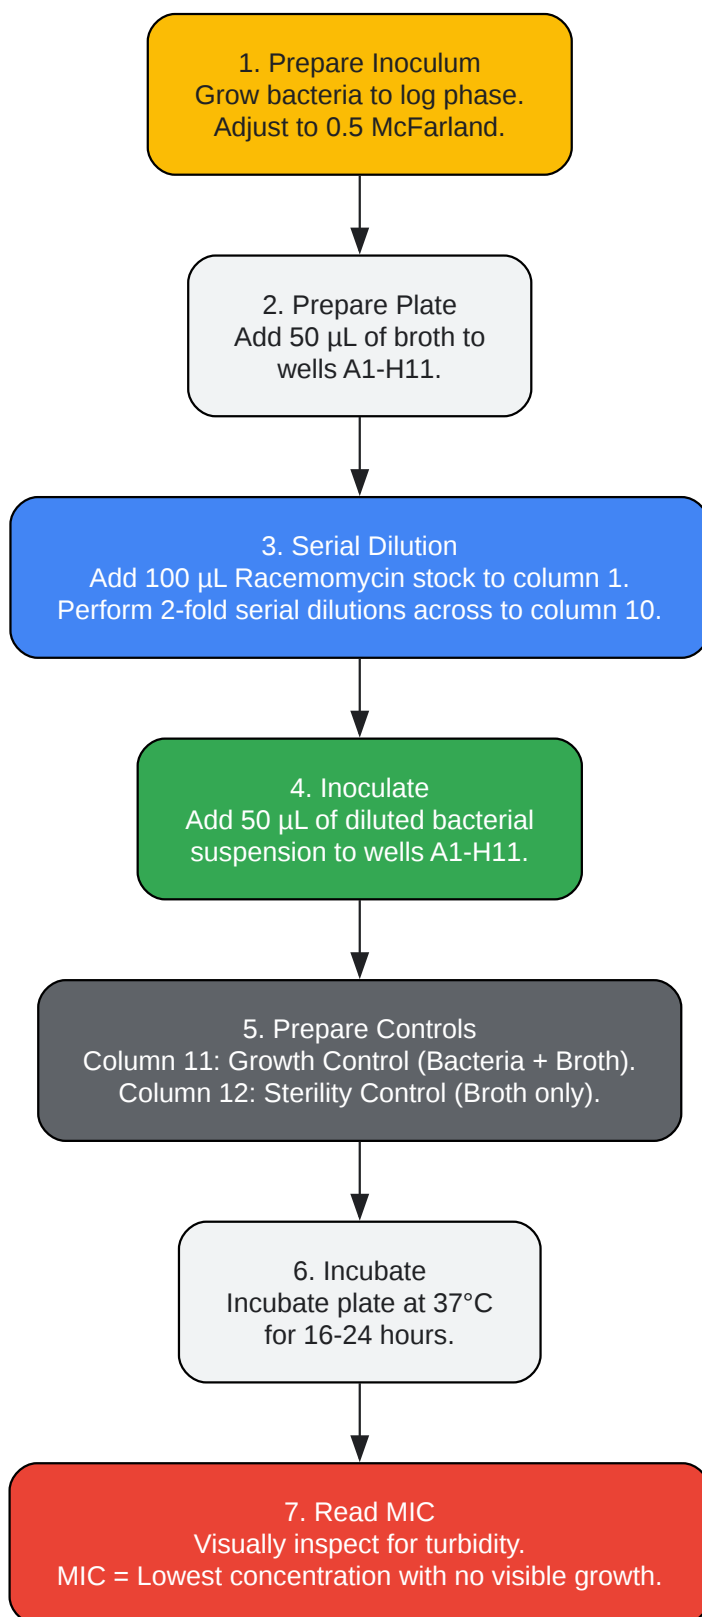 1. Prepare Inoculum
Grow bacteria to log phase.
Adjust to 0.5 McFarland.
2. Prepare Plate
Add 50 µL of broth to
wells A1-H11.
3. Serial Dilution
Add 100 µL Racemomycin stock to column 1.
Perform 2-fold serial dilutions across to column 10.
4. Inoculate
Add 50 µL of diluted bacterial
suspension to wells A1-H11.
5. Prepare Controls
Column 11: Growth Control (Bacteria + Broth).
Column 12: Sterility Control (Broth only).
6. Incubate
Incubate plate at 37°C
for 16-24 hours.
7. Read MIC
Visually inspect for turbidity.
MIC = Lowest concentration with no visible growth.